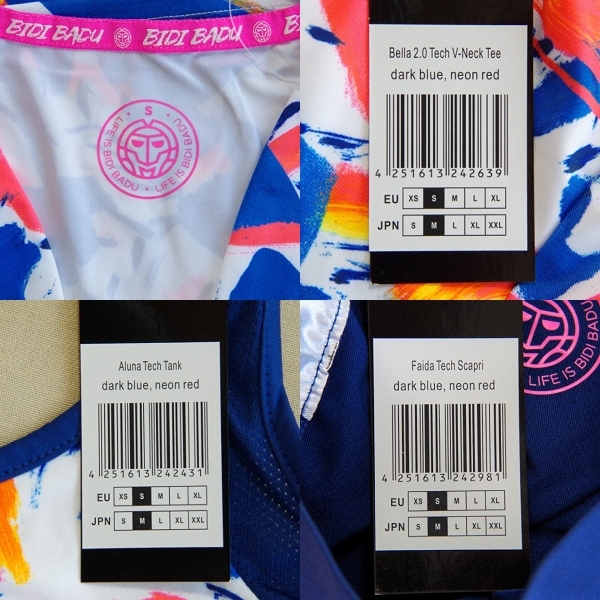 BIDI BADU BIDI BADU
S
LIFE IS BIDI BADU • LIFE IS BIDI BADU
Bella 2.0 Tech V-Neck Tee
dark blue, neon red
4 251613 242639
EU XS S M L XL
JPN S M L XL XXL
Aluna Tech Tank
dark blue, neon red
4 251613 242431
EU XS S M L XL
JPN S M L XL XXL
Faida Tech Scapri
dark blue, neon red
4 251613 242981
EU XS S M L XL
JPN S M L XL XXL
LIFE IS BIDI BADU